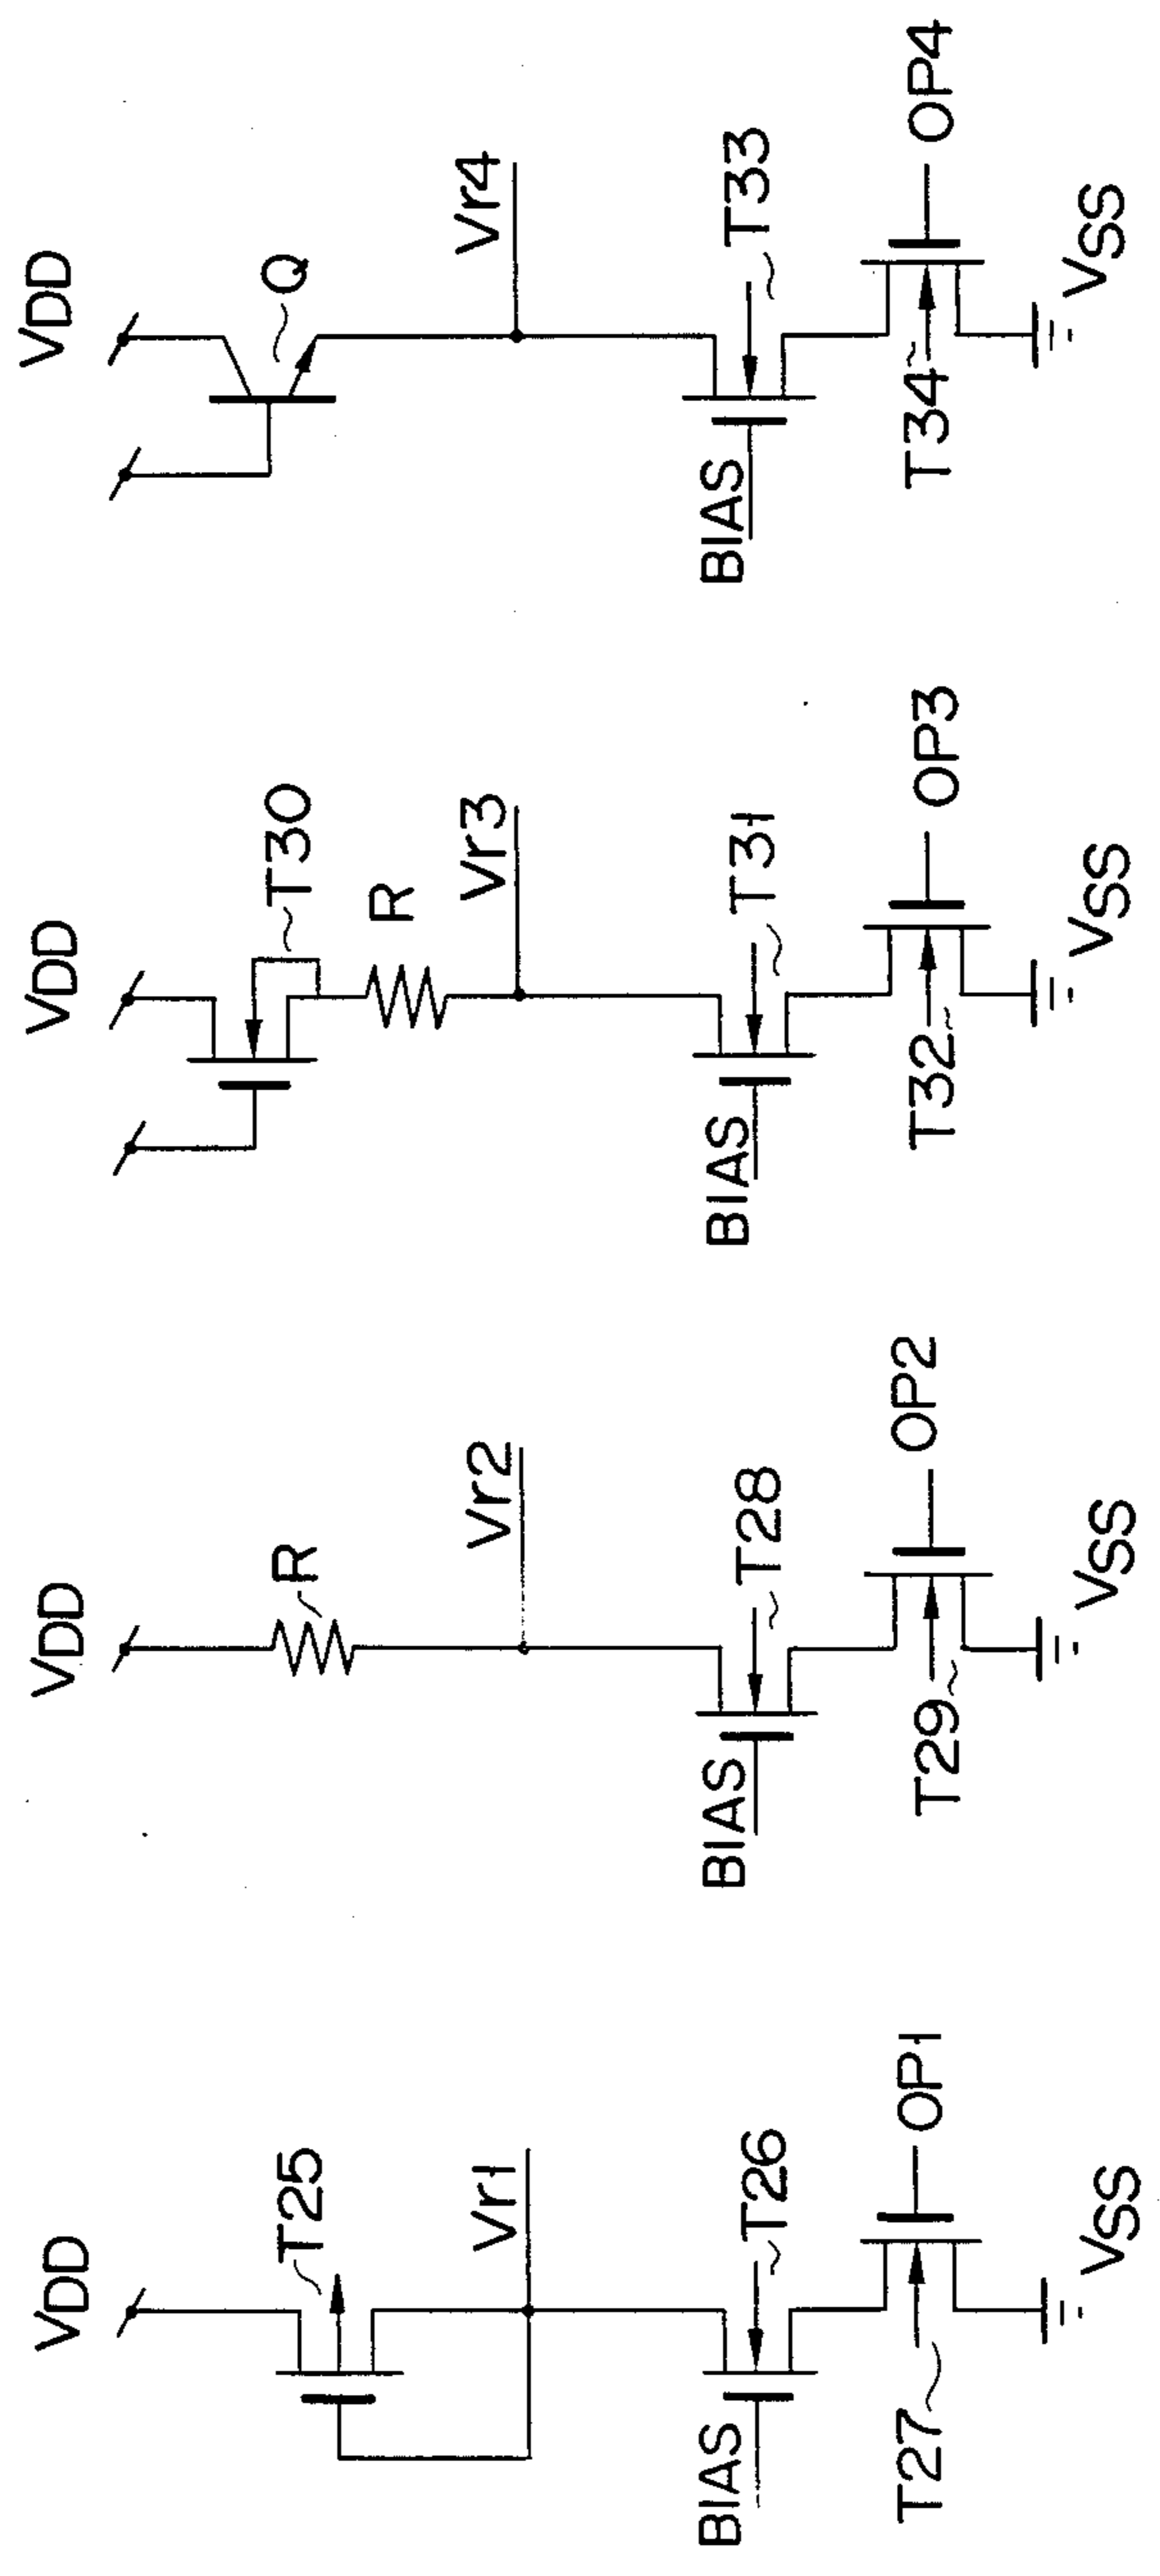 VDD
T25
Vr1
BIAS
T26
T27
OP1
VSS
VDD
R
Vr2
BIAS
T28
T29
OP2
VSS
VDD
T30
R
Vr3
BIAS
T31
T32
OP3
VSS
VDD
Q
Vr4
BIAS
T33
T34
OP4
VSS